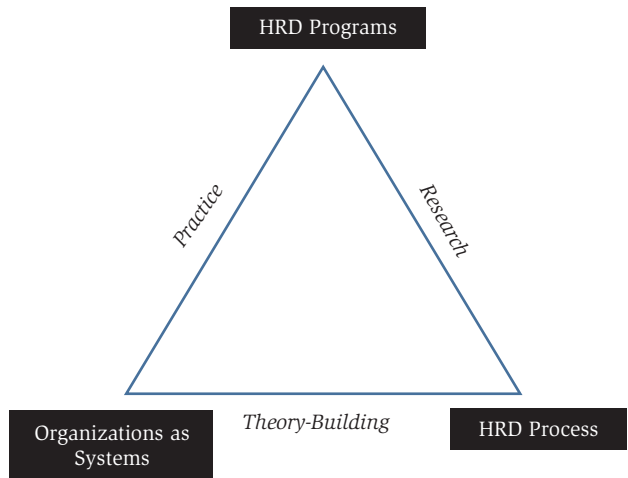 HRD Programs
Practice
Research
Theory-Building
Organizations as
Systems
HRD Process